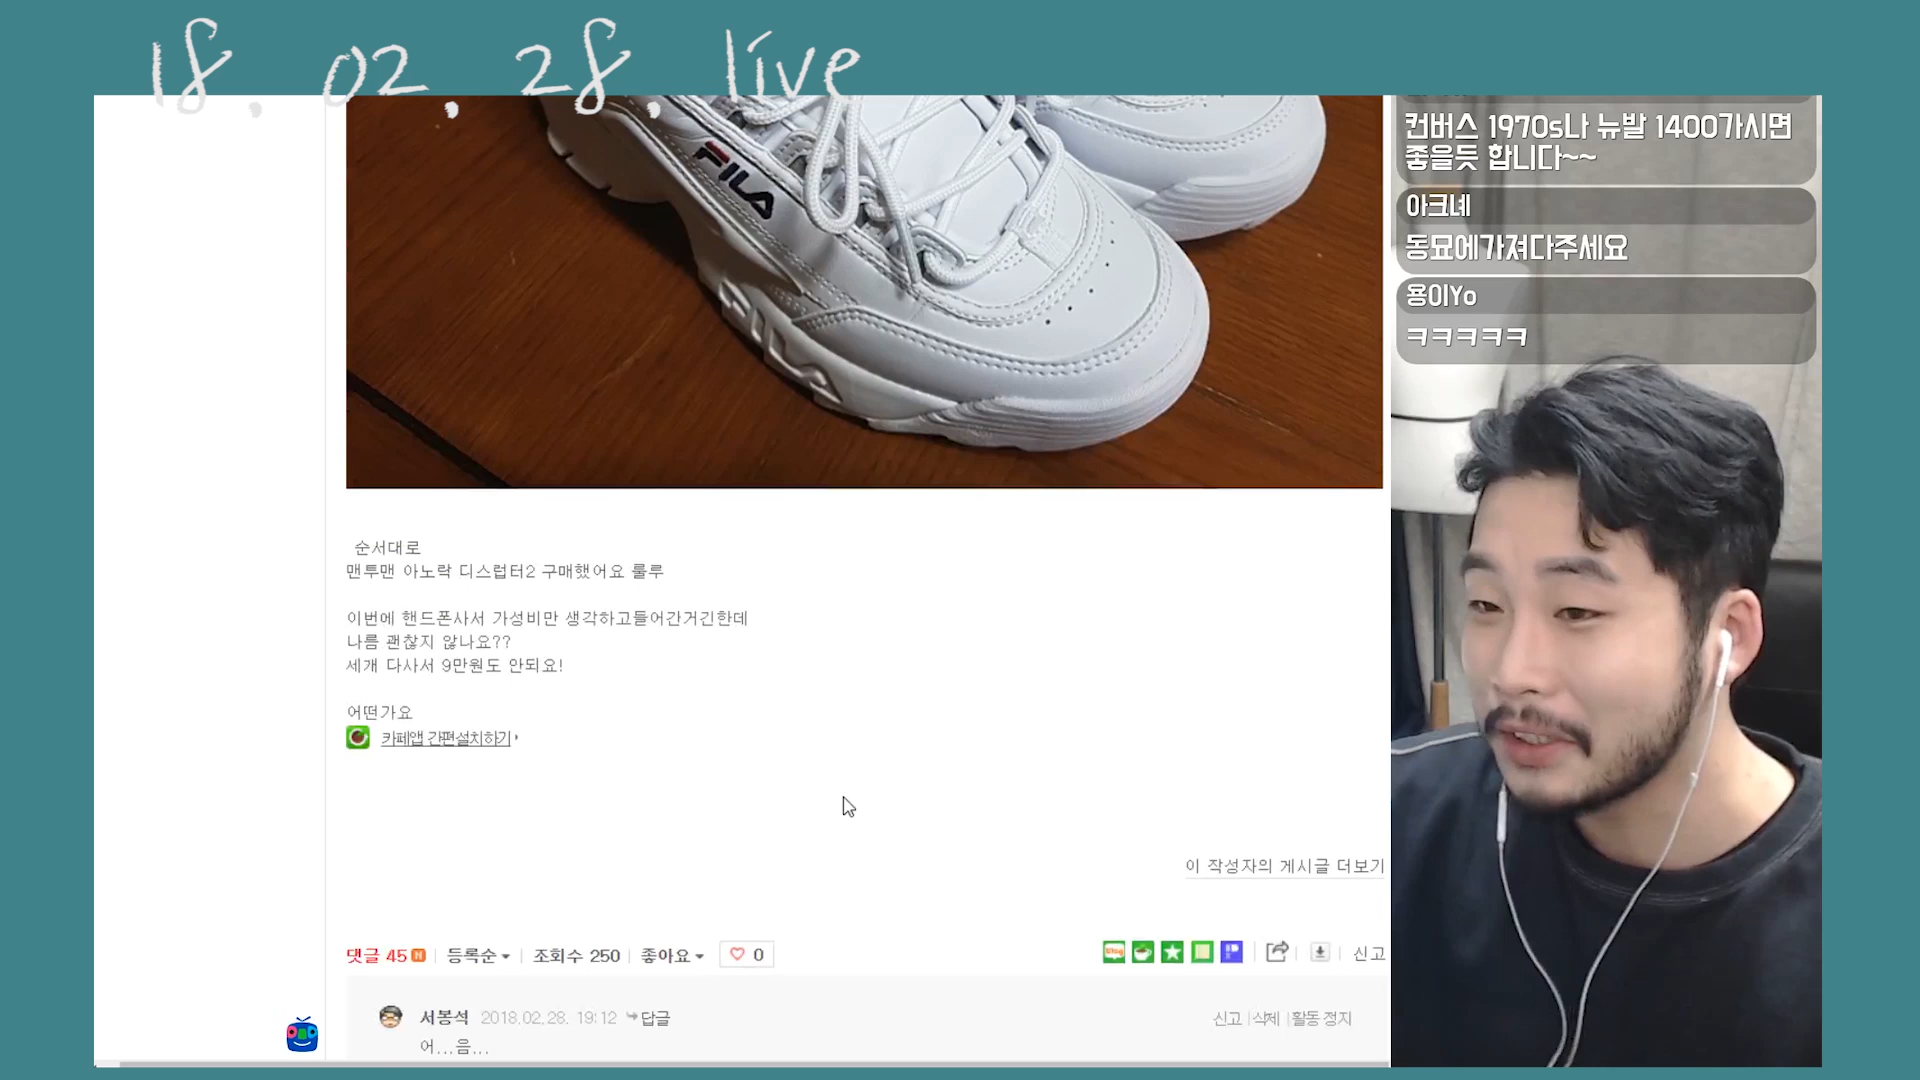 18. 02. 28. live
FILA
FILA
컨버스 1970s나 뉴발 1400가시면
좋을듯 합니다~~
아크네
동묘에가져다주세요
용이Yo
ㅋㅋㅋㅋㅋ
순서대로
맨투맨 아노락 디스럽터2 구매했어요 룰루
이번에 핸드폰사서 가성비만 생각하고들어간거긴한데
나름 괜찮지 않나요??
세개 다사서 9만원도 안되요!
어떤가요
카페앱 간편설치하기
이 작성자의 게시글 더보기
댓글 45 N 등록순 조회수 250 좋아요 0 신고
서봉석 2018.02.28. 19:12 답글 신고 삭제 활동 정지
어...음...